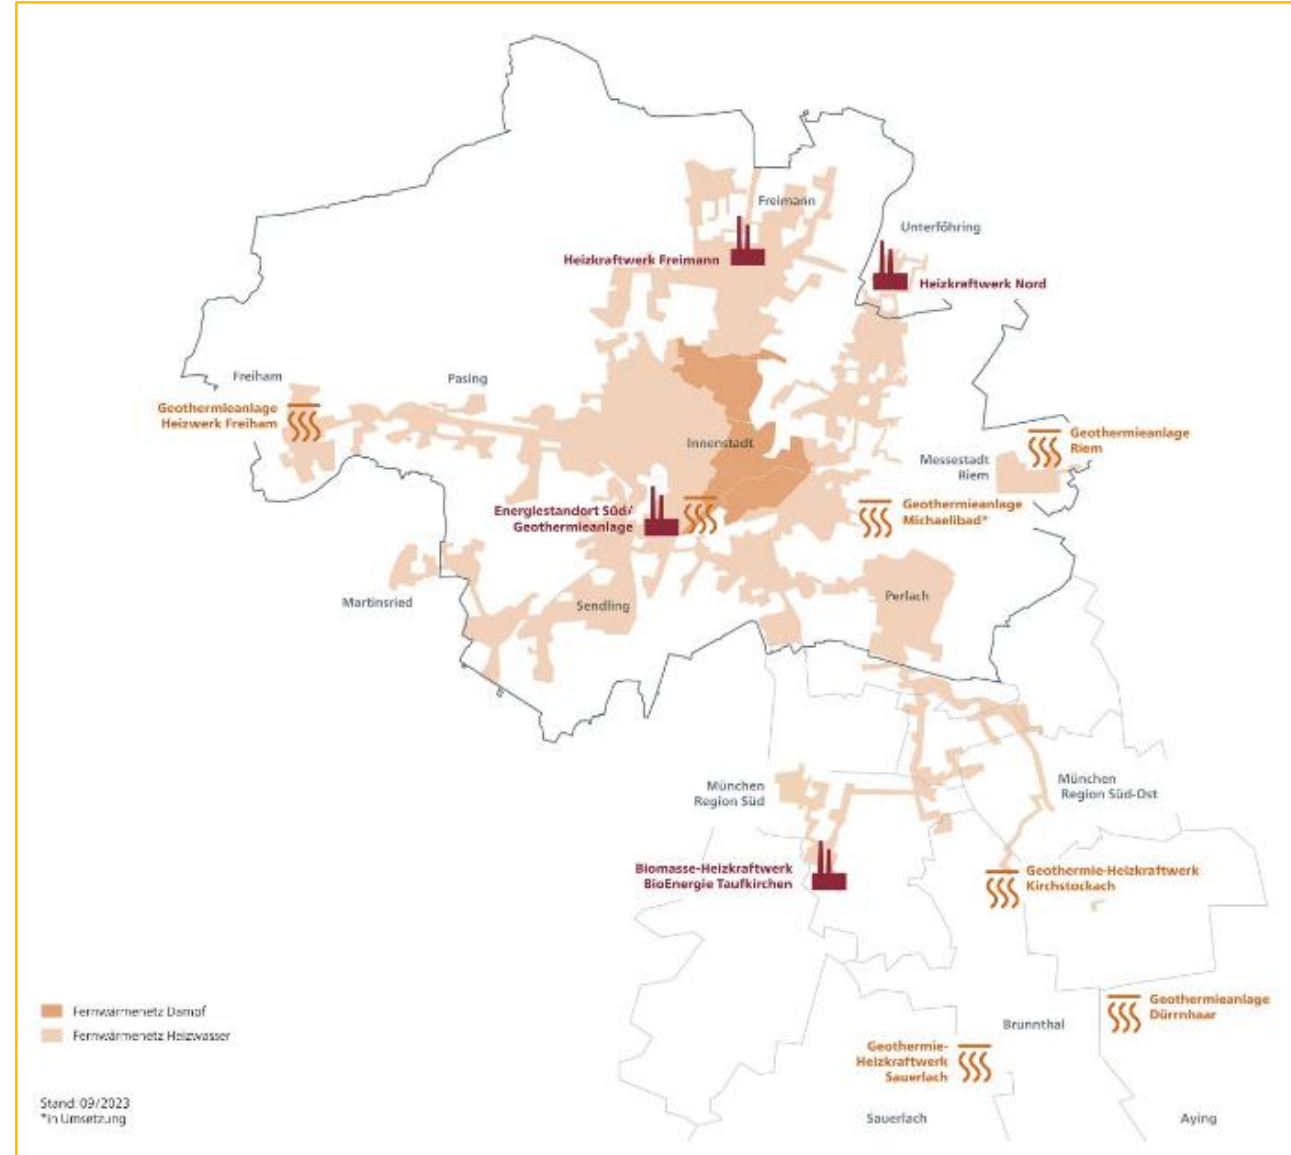 Freimann
Unterföhring
Heizkraftwerk Freimann
Heizkraftwerk Nord
Freiham
Pasing
Geothermieanlage
Heizwerk Freiham
Innenstadt
Geothermieanlage
Riem
Messestadt
Riem
Energiestandort Süd/
Geothermieanlage
Geothermieanlage
Michaelibad*
Martinsried
Sendling
Perlach
München
Region Süd
München
Region Süd-Ost
Biomasse-Heizkraftwerk
BioEnergie Taufkirchen
Geothermie-Heizkraftwerk
Kirchstockach
Geothermieanlage
Dürrnhaar
Brunnthal
Geothermie-
Heizkraftwerk
Sauerlach
Sauerlach
Aying
Fernwärmenetz Dampf
Fernwärmenetz Heizwasser
Stand: 09/2023
*in Umsetzung